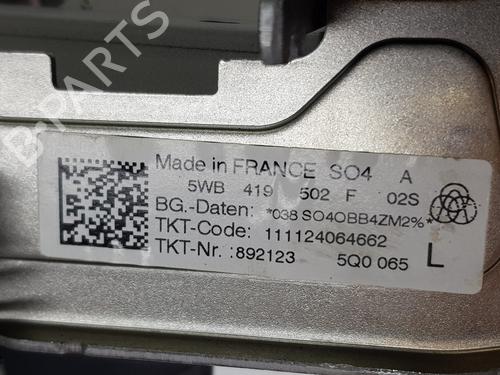 B-PARTS
Made in FRANCE SO4 A
5WB 419 502 F 02S
BG.-Daten: *038 SO4OBB4ZM2%*
TKT-Code: 111124064662
TKT-Nr. :892123 5Q0 065 L